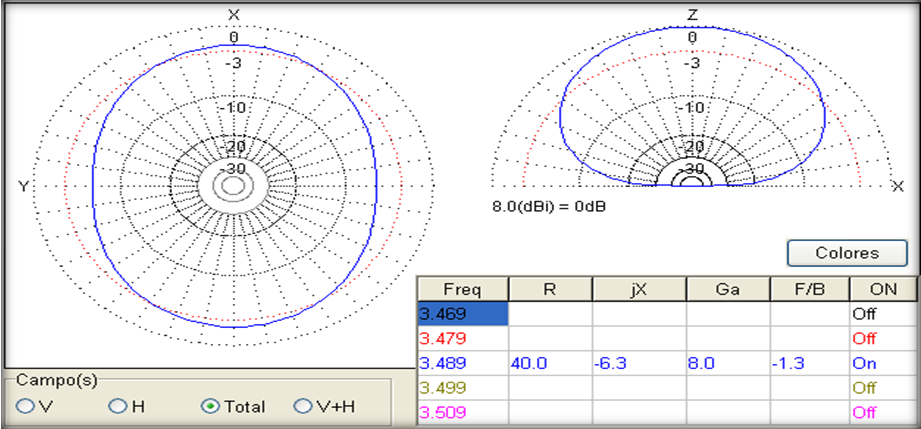 X
0
-3
-10
-20
-30
Y
Z
0
-3
-10
-20
-30
X
8.0(dBi) = 0dB
Colores
Freq R jX Ga F/B ON
3.469 Off
3.479 Off
3.489 40.0 -6.3 8.0 -1.3 On
3.499 Off
3.509 Off
Campo(s)
V H Total V+H